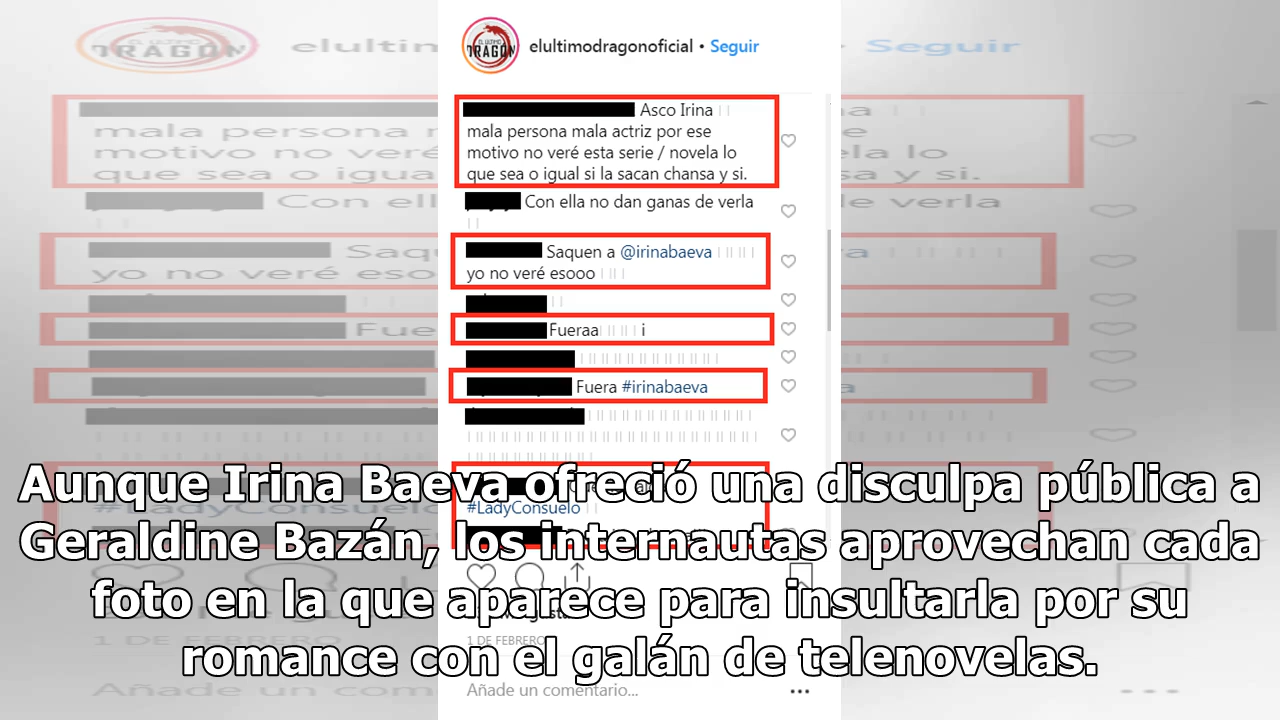 EL ULTIMO
DRAGON
elultimodragonoficial • Seguir
Asco Irina
mala persona mala actriz por ese
motivo no veré esta serie / novela lo
que sea o igual si la sacan chansa y si.
Con ella no dan ganas de verla
Saquen a @irinabaeva
yo no veré esooo
Fueraa i
Fuera #irinabaeva
#LadyConsuelo
Aunque Irina Baeva ofreció una disculpa pública a
Geraldine Bazán, los internautas aprovechan cada
foto en la que aparece para insultarla por su
romance con el galán de telenovelas.
1 DE FEBRERO
Añade un comentario...